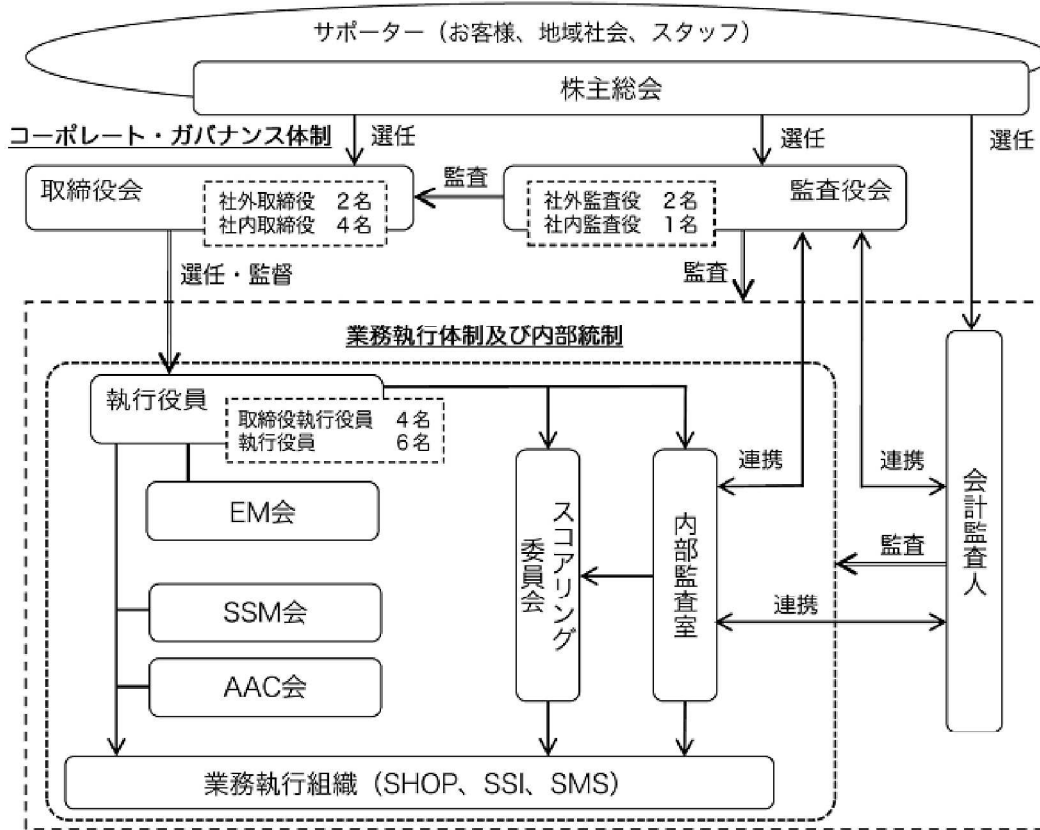 サポーター（お客様、地域社会、スタッフ）
株主総会
コーポレート・ガバナンス体制
選任
選任
選任
取締役会
社外取締役 2名
社内取締役 4名
監査
監査役会
社外監査役 2名
社内監査役 1名
選任・監督
監査
業務執行体制及び内部統制
執行役員
取締役執行役員 4名
執行役員 6名
EM会
SSM会
AAC会
スコアリング
委員会
内部監査室
連携
連携
監査
連携
会計監査人
業務執行組織（SHOP、SSI、SMS）